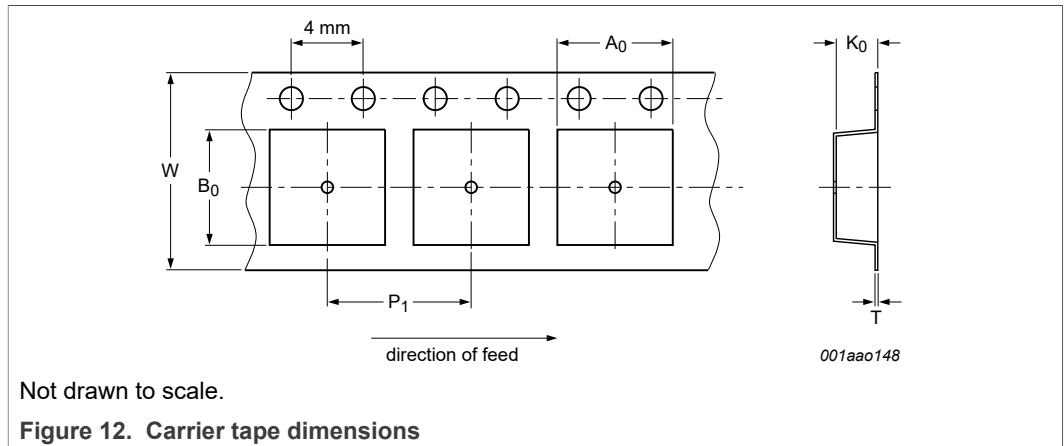 4 mm
A0
K0
W
B0
P1
T
direction of feed
001aao148
Not drawn to scale.
Figure 12. Carrier tape dimensions